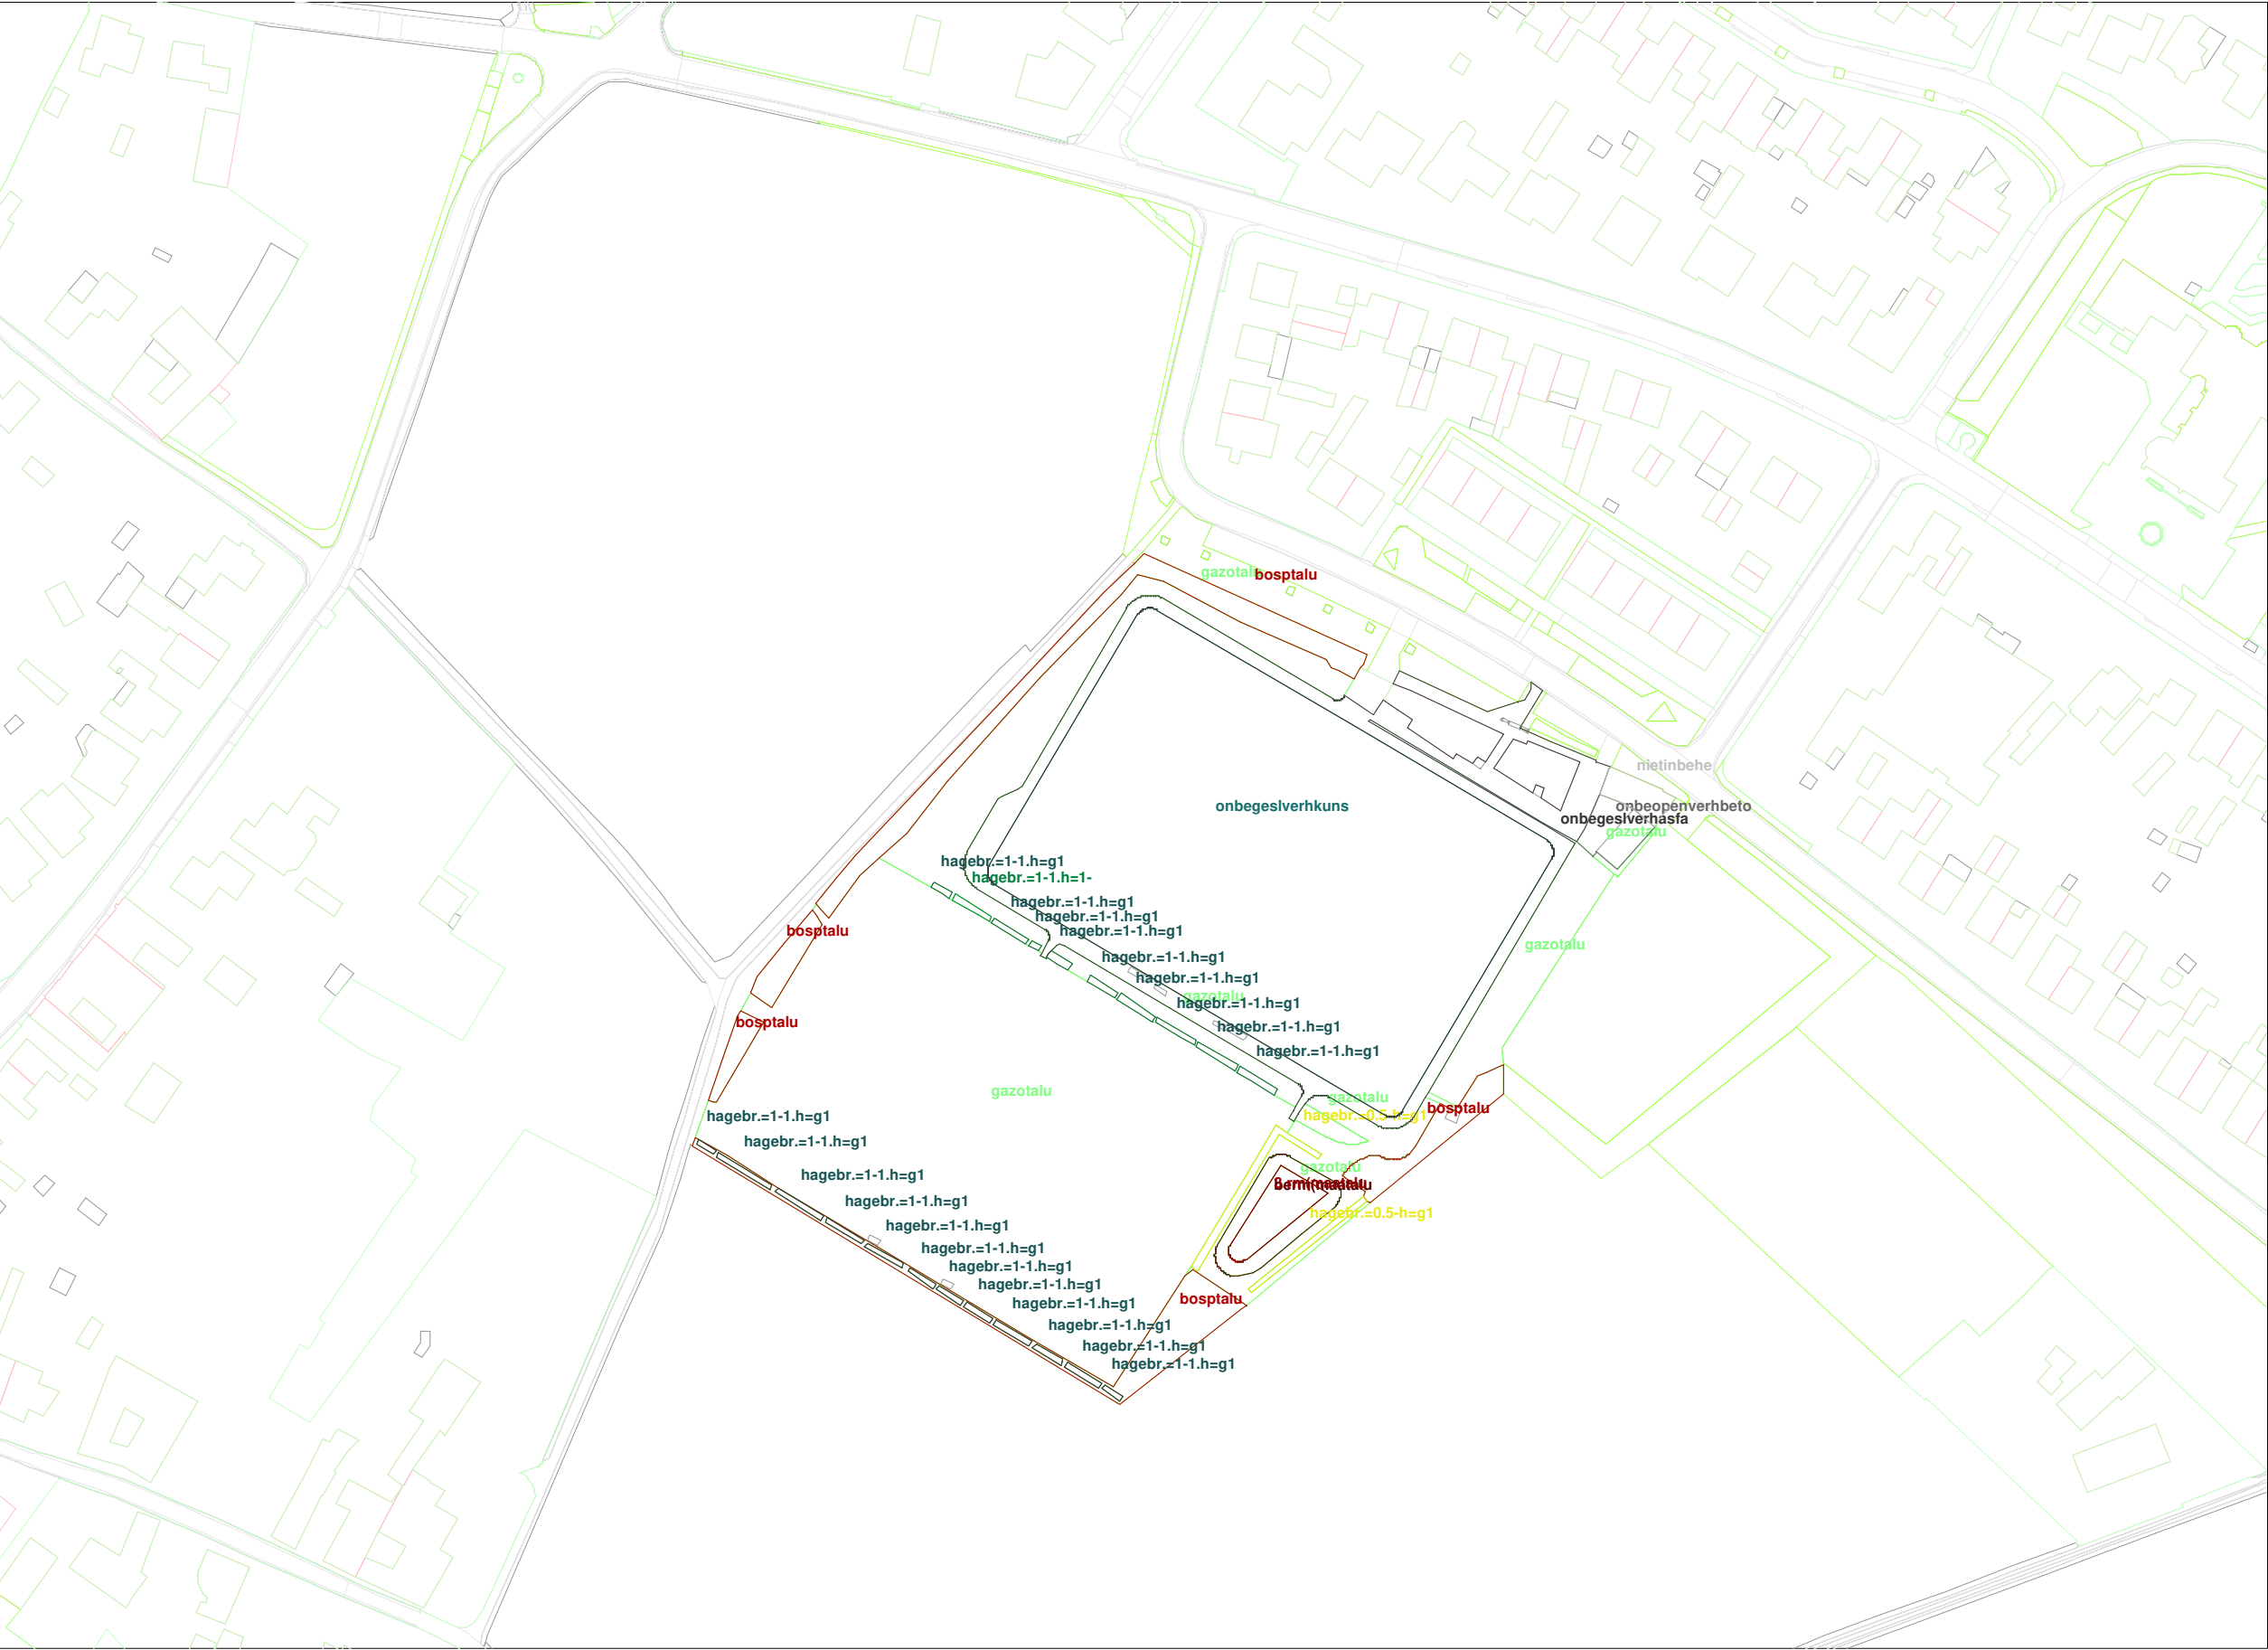 gazotalu
bosptalu
nietinbehe
onbegeslverhkuns
onbeopenverhbeto
onbegeslverhasfa
gazotalu
hagebr.=1-1.h=g1
hagebr.=1-1.h=1-
hagebr.=1-1.h=g1
hagebr.=1-1.h=g1
hagebr.=1-1.h=g1
bosptalu
gazotalu
hagebr.=1-1.h=g1
hagebr.=1-1.h=g1
gazotalu
hagebr.=1-1.h=g1
bosptalu
hagebr.=1-1.h=g1
hagebr.=1-1.h=g1
gazotalu
gazotalu
bosptalu
hagebr.=1-1.h=g1
hagebr.=0.5-h=g1
hagebr.=1-1.h=g1
gazotalu
hagebr.=1-1.h=g1
hagebr.=1-1.h=g1
hagebr.=0.5-h=g1
hagebr.=1-1.h=g1
hagebr.=1-1.h=g1
hagebr.=1-1.h=g1
hagebr.=1-1.h=g1
bosptalu
hagebr.=1-1.h=g1
hagebr.=1-1.h=g1
hagebr.=1-1.h=g1
hagebr.=1-1.h=g1